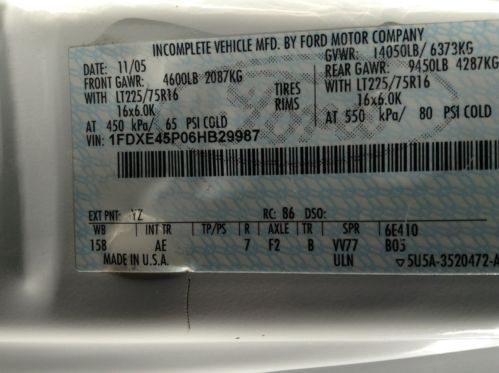 INCOMPLETE VEHICLE MFD. BY FORD MOTOR COMPANY
DATE: 11/05 GVWR: 14050LB/ 6373KG
FRONT GAWR: 4600LB 2087KG REAR GAWR: 9450LB 4287KG
WITH LT225/75R16 TIRES WITH LT225/75R16
16x6.0K RIMS 16x6.0K
AT 450 kPa/ 65 PSI COLD AT 550 kPa/ 80 PSI COLD
VIN: 1FDXE45P06HB29987
EXT PNT: YZ RC: B6 DSO:
WB INT TR TP/PS R AXLE TR SPR 6E410
158 AE 7 F2 B VV77 B05
MADE IN U.S.A. ULN ▽5U5A-3520472-A